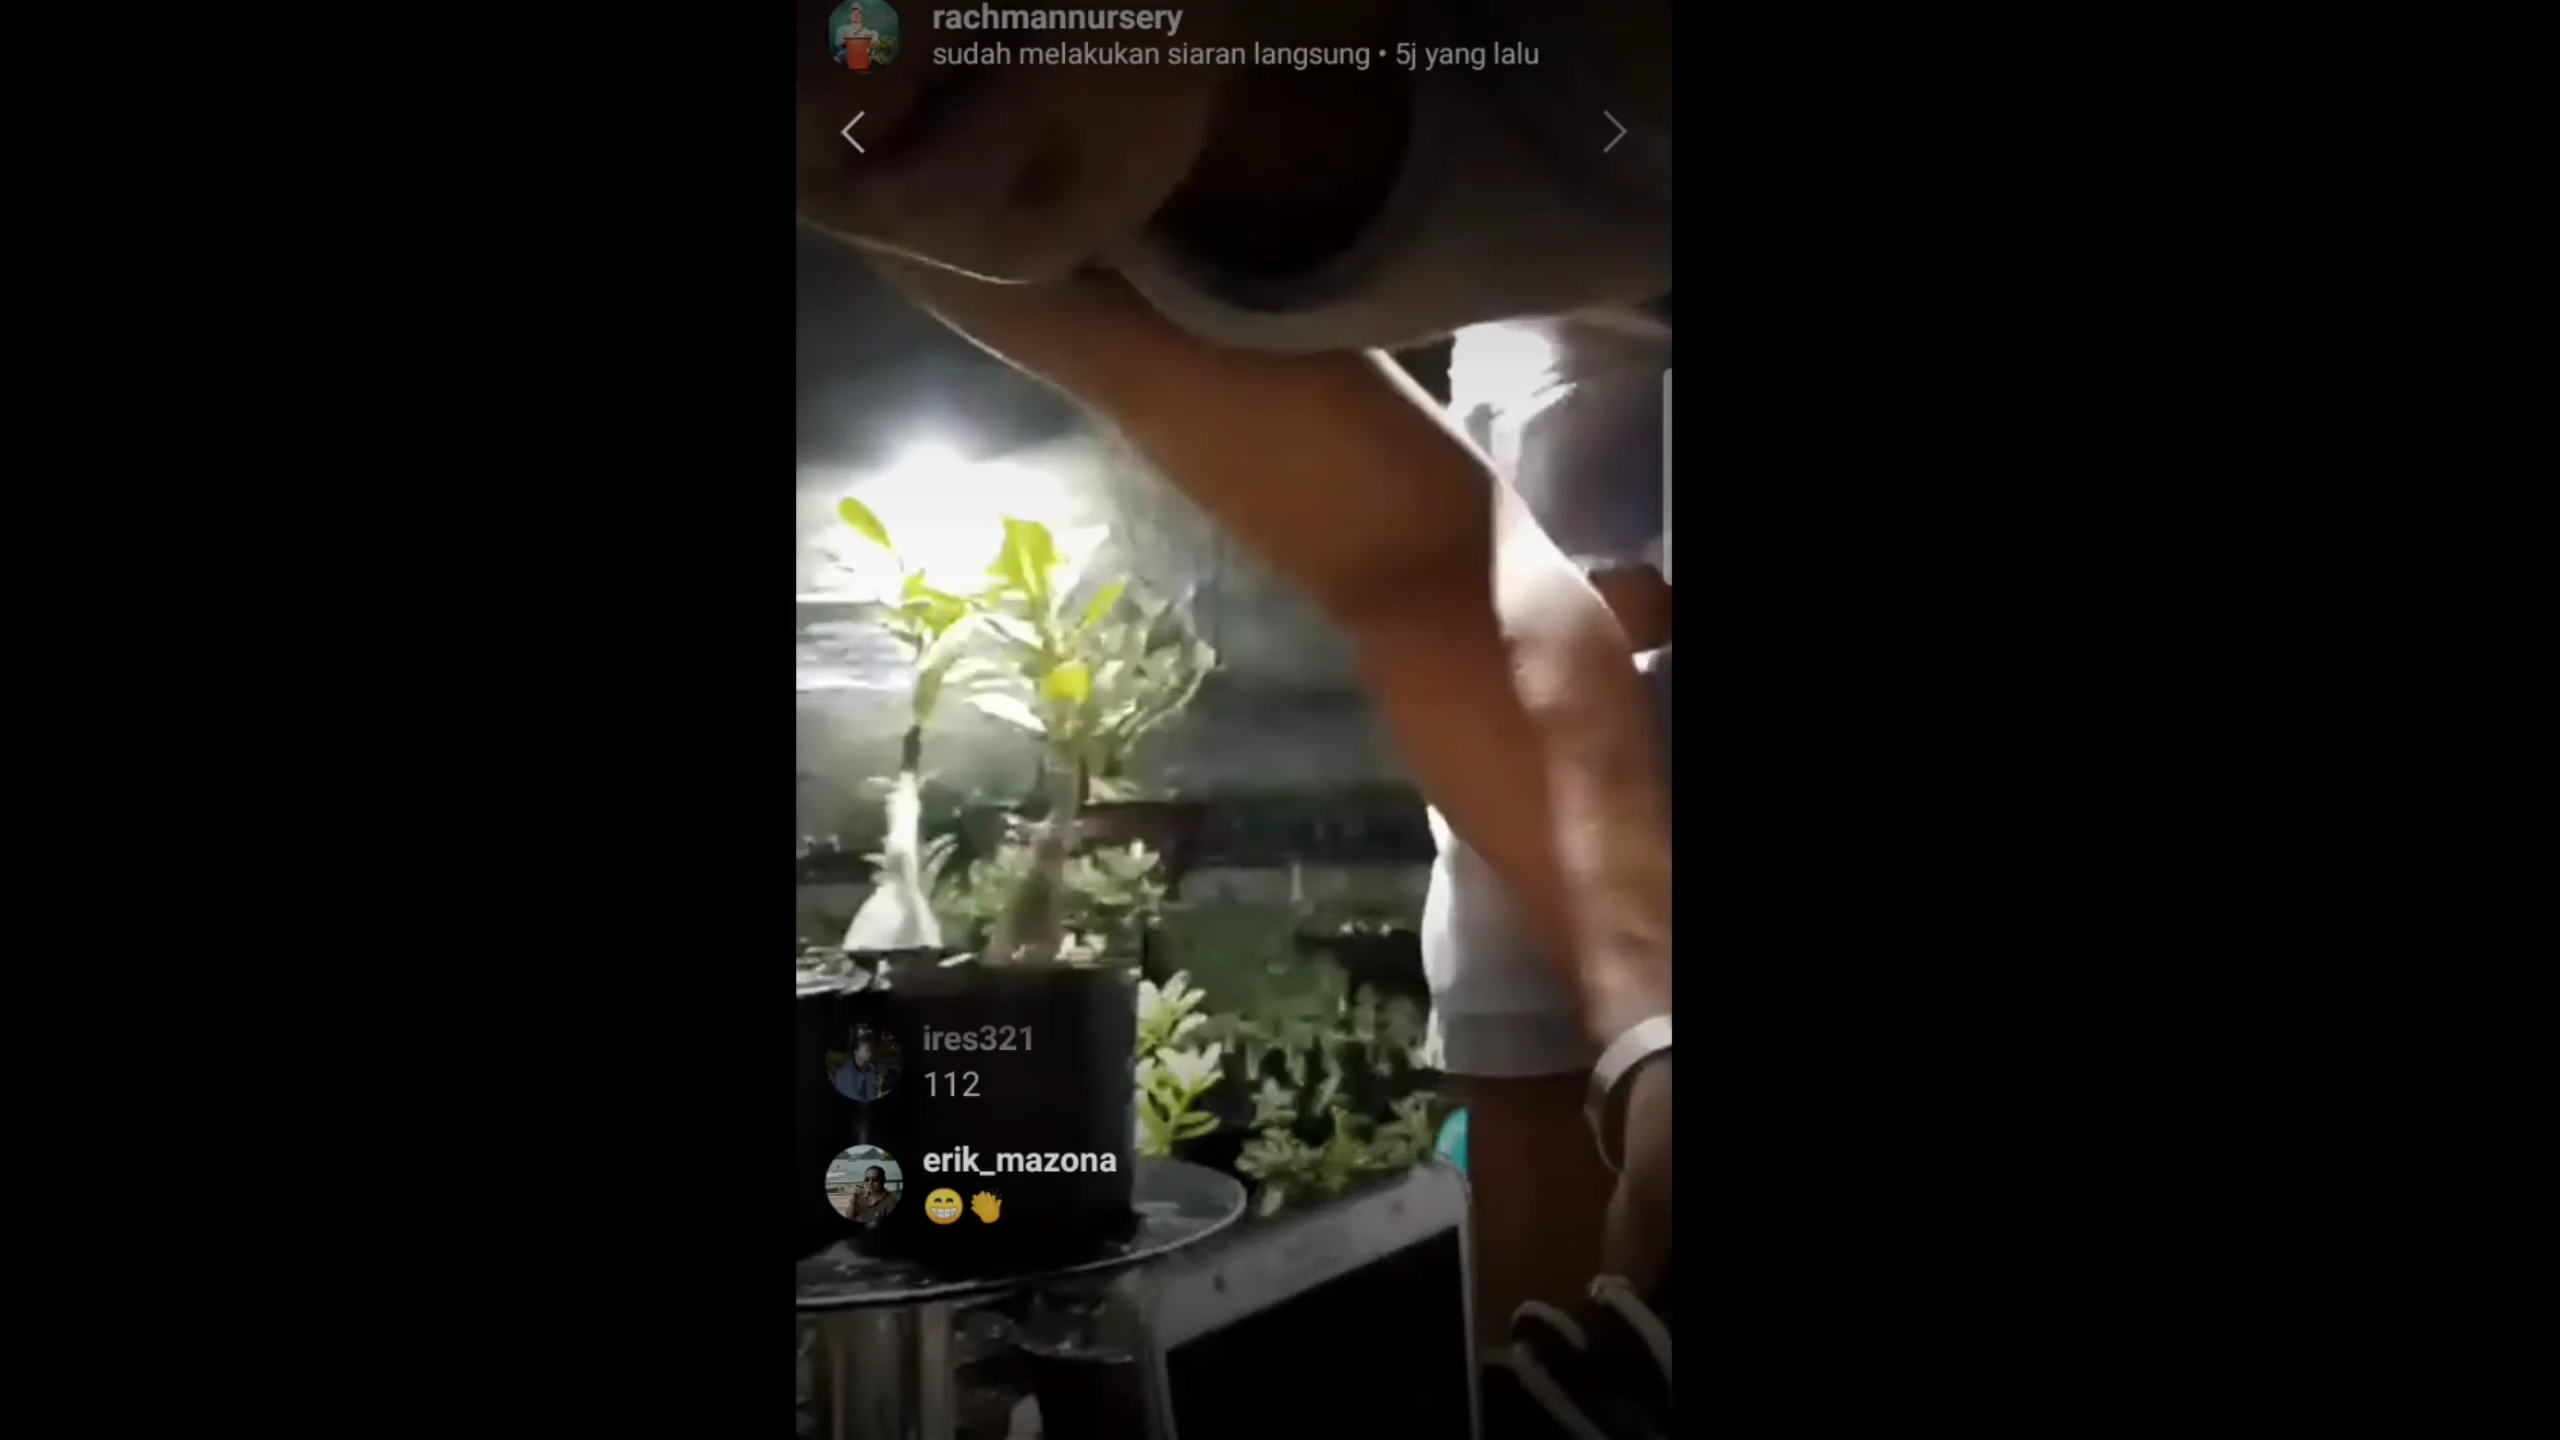 rachmannursery
sudah melakukan siaran langsung • 5j yang lalu
ires321
112
erik_mazona
😁👏